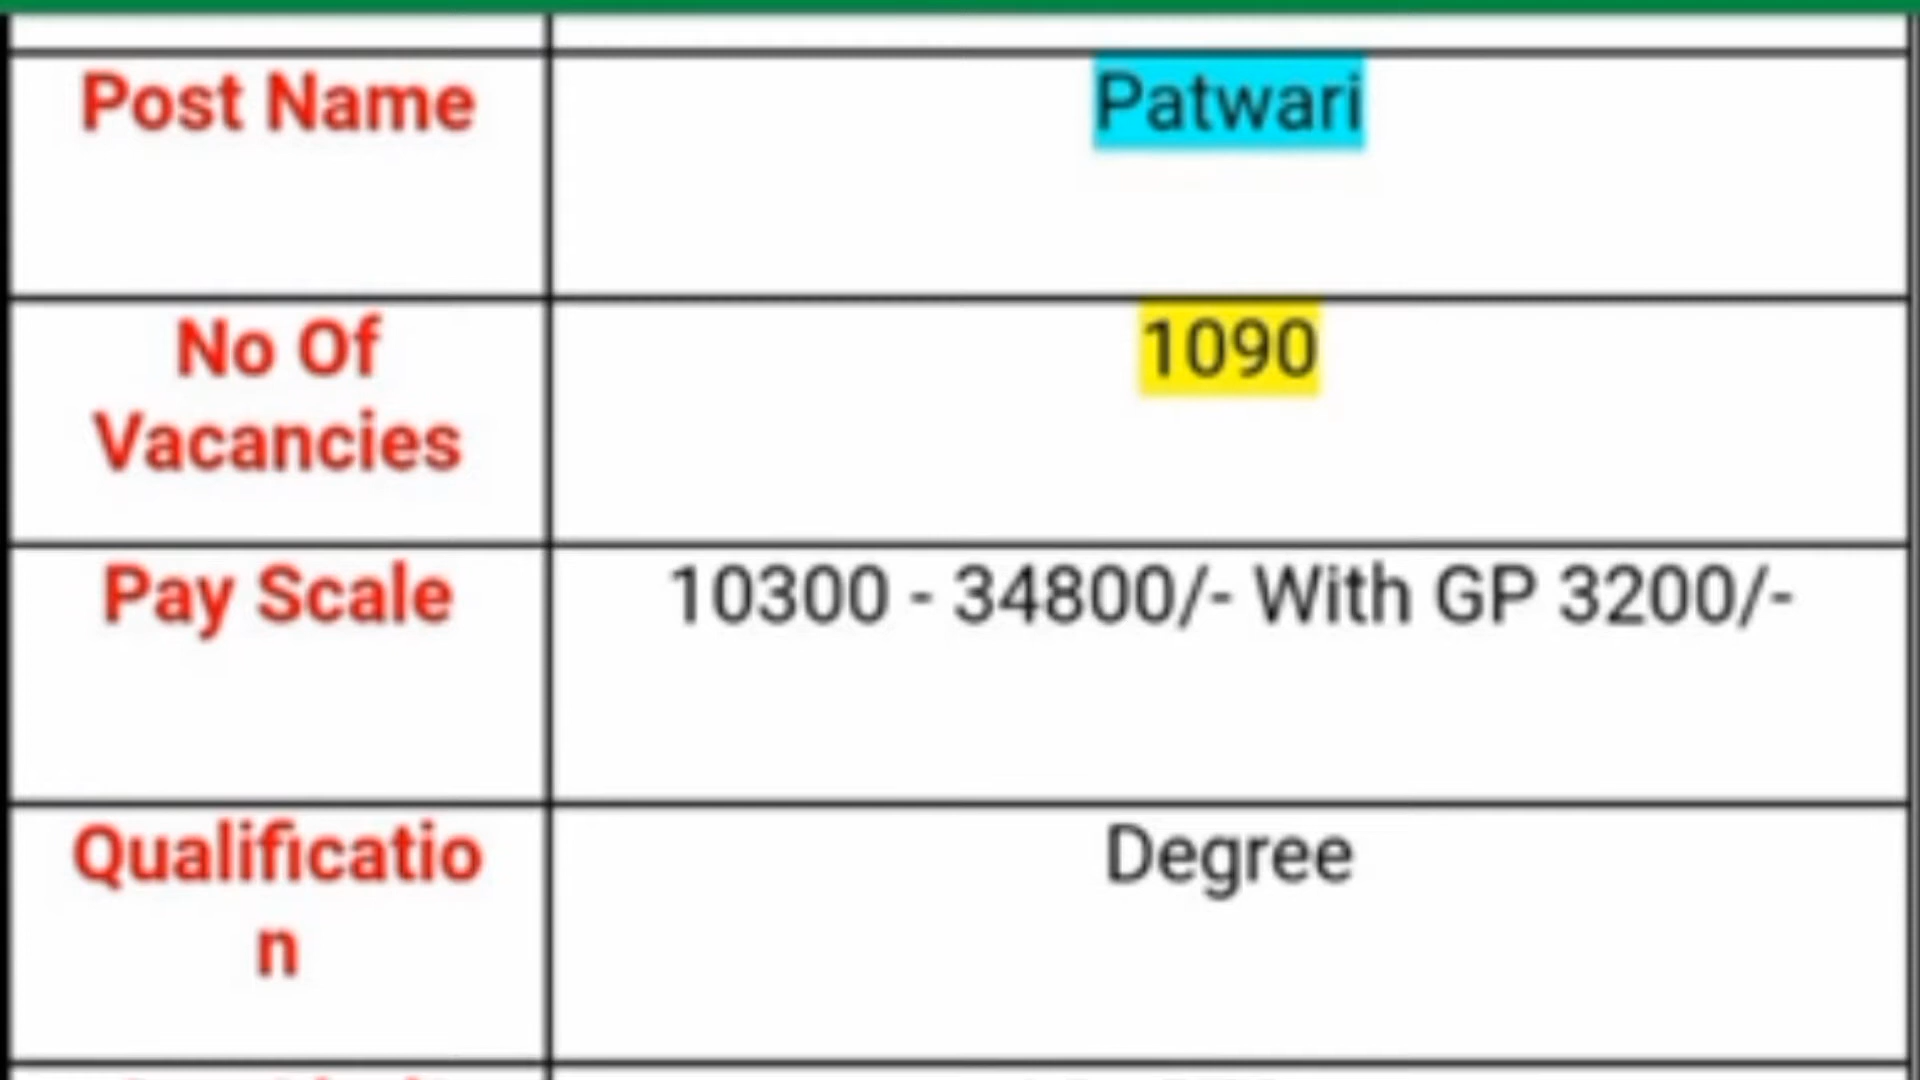 Post Name
Patwari
No Of
Vacancies
1090
Pay Scale
10300 - 34800/- With GP 3200/-
Qualificatio
n
Degree